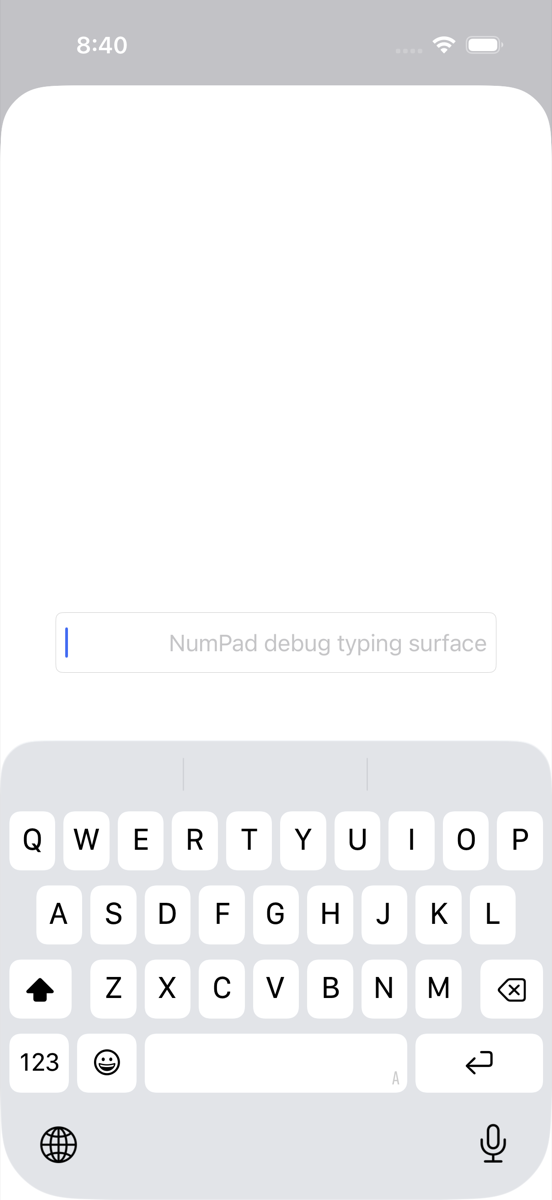 8:40
NumPad debug typing surface
Q W E R T Y U I O P
A S D F G H J K L
Z X C V B N M
123
A